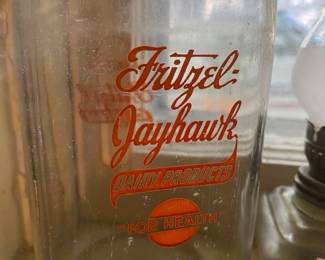 Fritzel-
Jayhawk
DAIRY PRODUCTS
"FOR HEALTH"